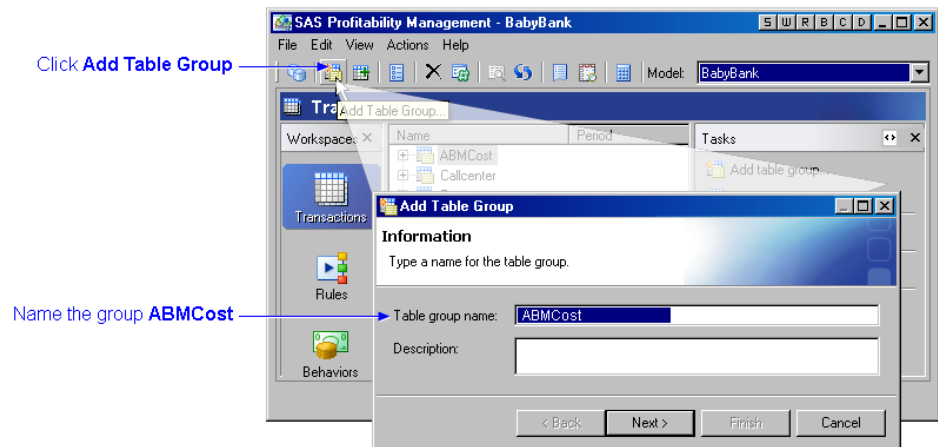 SAS Profitability Management - BabyBank
S W R B C D
File Edit View Actions Help
Click Add Table Group
Model: BabyBank
Add Table Group...
Workspaces
Name Period
Tasks
ABMCost
Add table group...
Callcenter
Transactions
Add Table Group
Information
Type a name for the table group.
Rules
Name the group ABMCost
Table group name: ABMCost
Description:
Behaviors
< Back Next > Finish Cancel